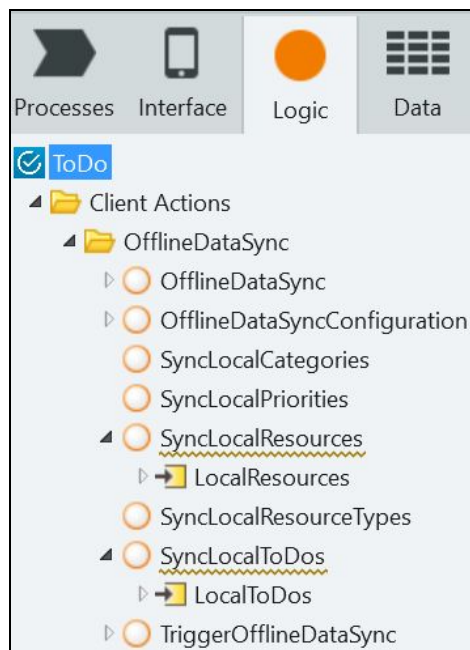 Processes Interface Logic Data
ToDo
Client Actions
OfflineDataSync
OfflineDataSync
OfflineDataSyncConfiguration
SyncLocalCategories
SyncLocalPriorities
SyncLocalResources
LocalResources
SyncLocalResourceTypes
SyncLocalToDos
LocalToDos
TriggerOfflineDataSync